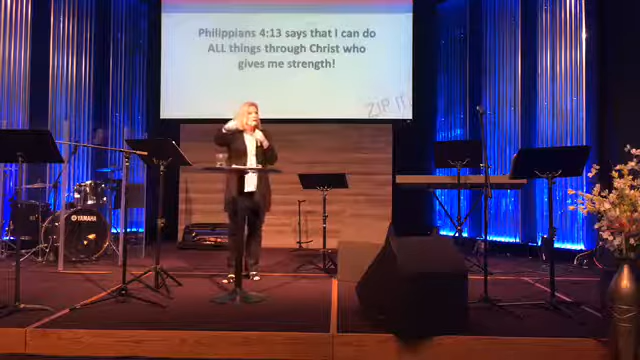 Philippians 4:13 says that I can do
ALL things through Christ who
gives me strength!
ZIP IT
YAMAHA